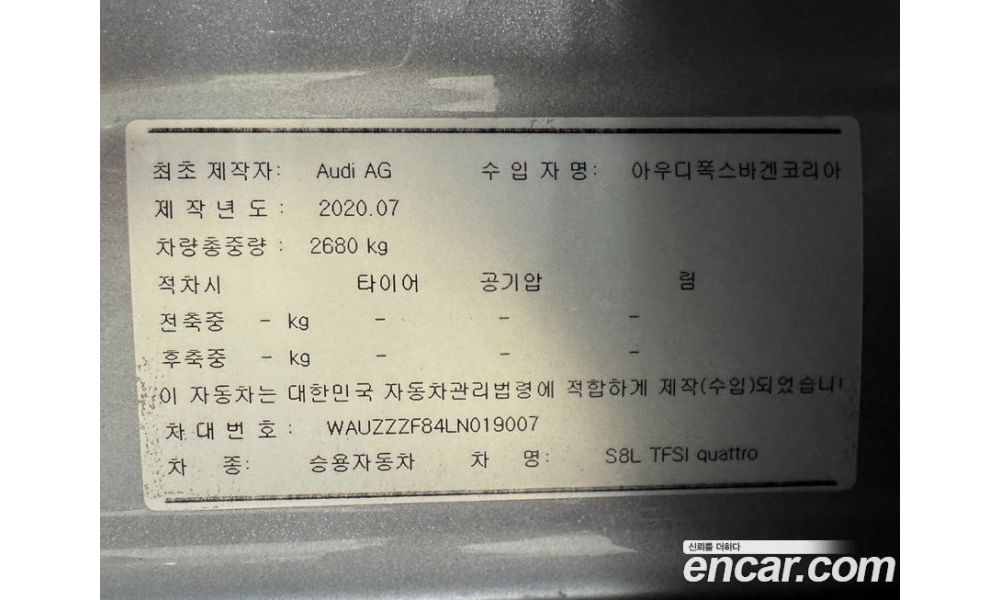 최초 제작자: Audi AG 수입자명: 아우디폭스바겐코리아
제작년도: 2020.07
차량총중량: 2680 kg
적차시 타이어 공기압 림
전축중 - kg - - -
후축중 - kg - - -
이 자동차는 대한민국 자동차관리법령에 적합하게 제작(수입)되었습니
차대번호: WAUZZZF84LN019007
차 종: 승용자동차 차 명: S8L TFSI quattro
신뢰를 더하다
encar.com